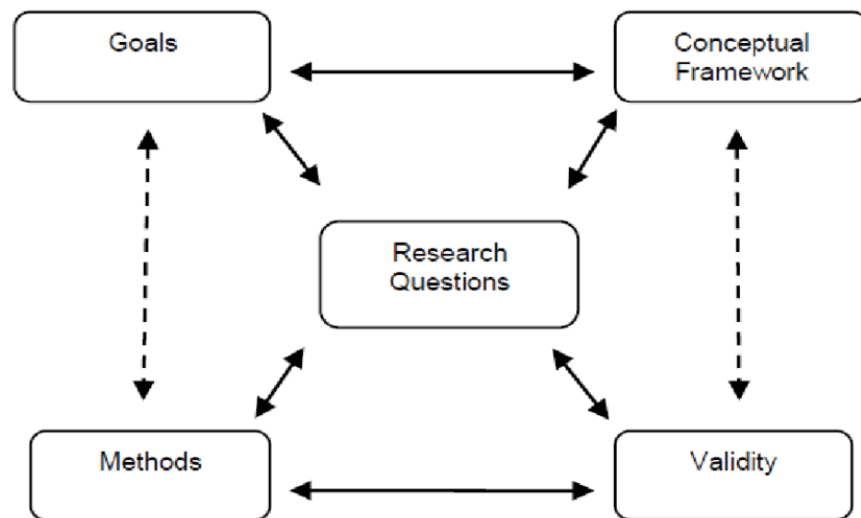 Goals
Conceptual
Framework
Research
Questions
Methods
Validity